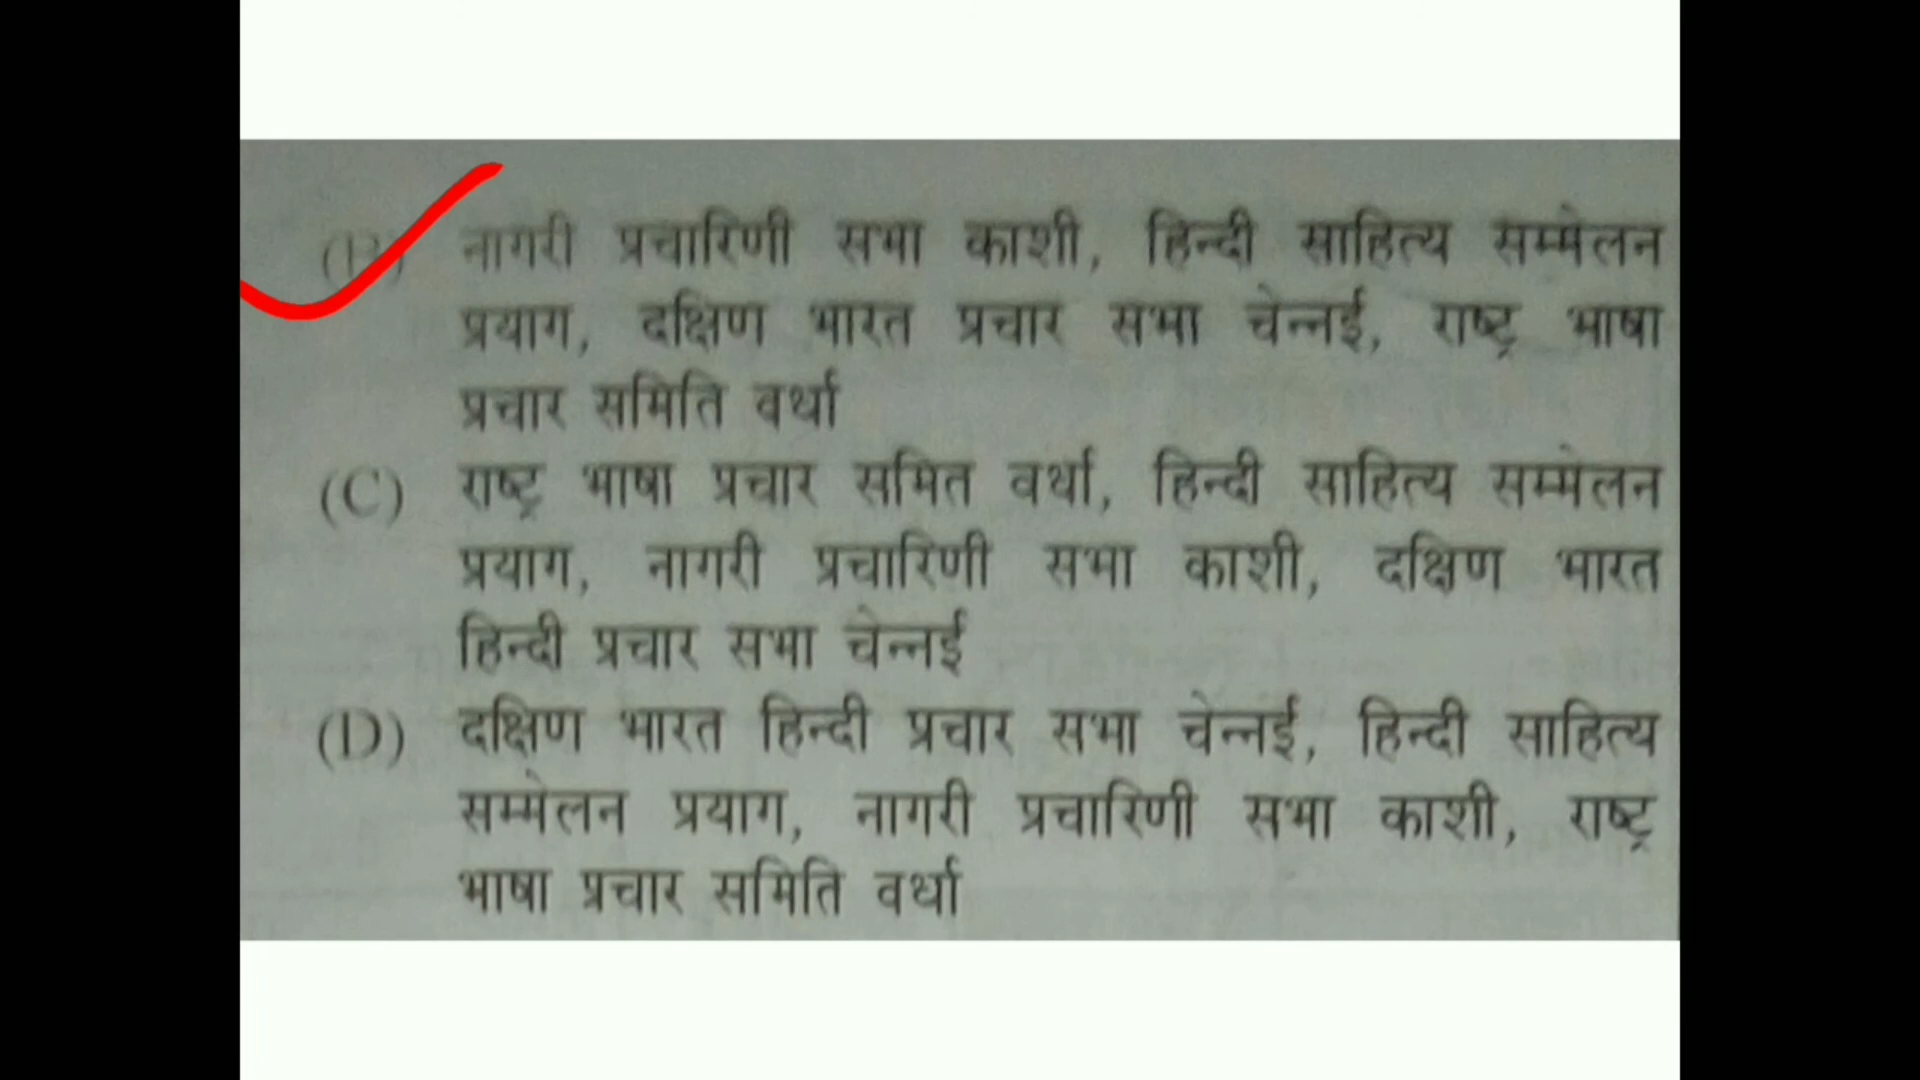 (B) नागरी प्रचारिणी सभा काशी, हिन्दी साहित्य सम्मेलन
प्रयाग, दक्षिण भारत प्रचार सभा चेन्नई, राष्ट्र भाषा
प्रचार समिति वर्धा
(C) राष्ट्र भाषा प्रचार समित वर्धा, हिन्दी साहित्य सम्मेलन
प्रयाग, नागरी प्रचारिणी सभा काशी, दक्षिण भारत
हिन्दी प्रचार सभा चेन्नई
(D) दक्षिण भारत हिन्दी प्रचार सभा चेन्नई, हिन्दी साहित्य
सम्मेलन प्रयाग, नागरी प्रचारिणी सभा काशी, राष्ट्र
भाषा प्रचार समिति वर्धा